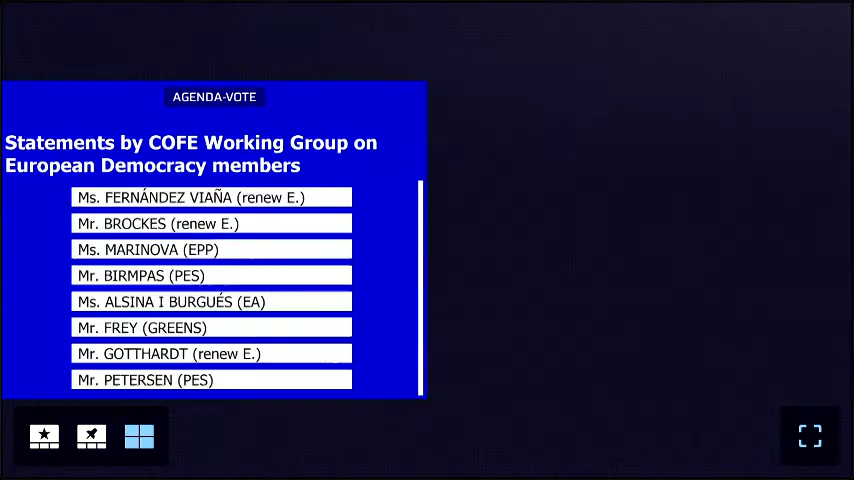 AGENDA-VOTE
Statements by COFE Working Group on
European Democracy members
Ms. FERNÁNDEZ VIAÑA (renew E.)
Mr. BROCKES (renew E.)
Ms. MARINOVA (EPP)
Mr. BIRMPAS (PES)
Ms. ALSINA I BURGUÉS (EA)
Mr. FREY (GREENS)
Mr. GOTTHARDT (renew E.)
Mr. PETERSEN (PES)